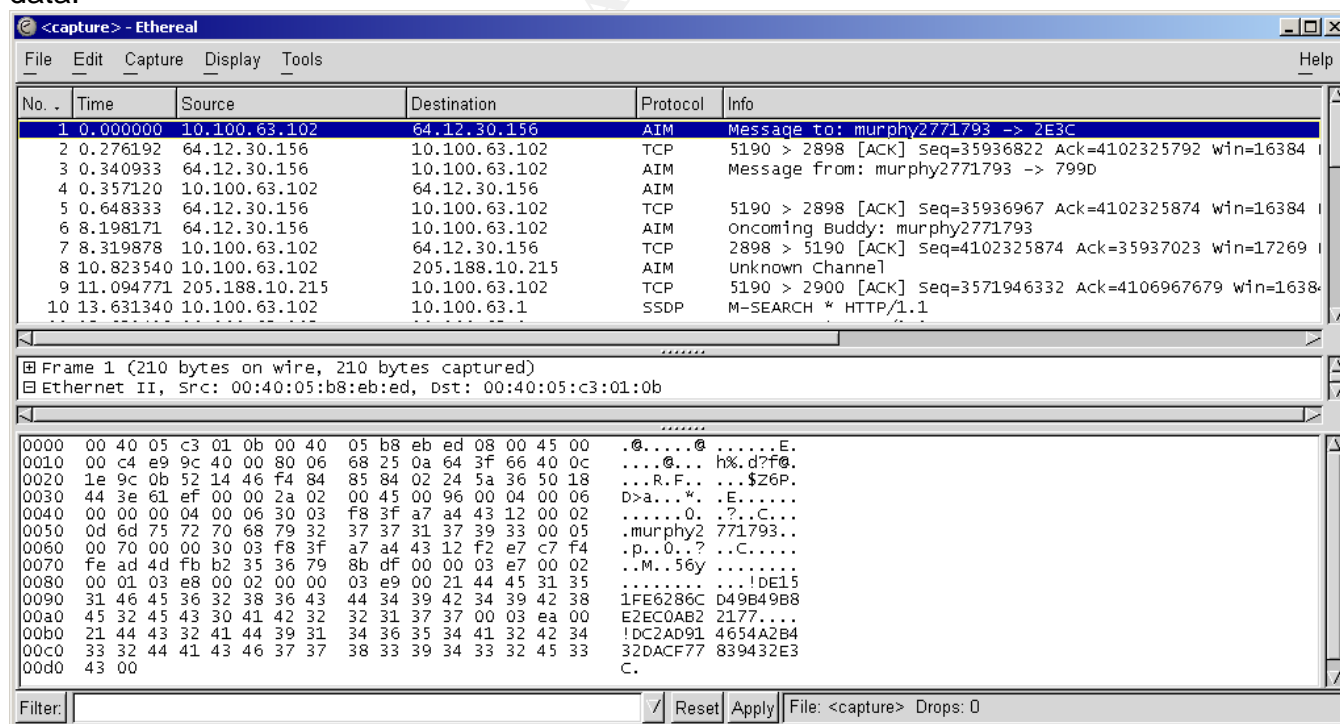 data.
<capture> - Ethereal
File Edit Capture Display Tools Help
No. . Time Source Destination Protocol Info
1 0.000000 10.100.63.102 64.12.30.156 AIM Message to: murphy2771793 -> 2E3C
2 0.276192 64.12.30.156 10.100.63.102 TCP 5190 > 2898 [ACK] Seq=35936822 Ack=4102325792 Win=16384
3 0.340933 64.12.30.156 10.100.63.102 AIM Message from: murphy2771793 -> 799D
4 0.357120 10.100.63.102 64.12.30.156 AIM
5 0.648333 64.12.30.156 10.100.63.102 TCP 5190 > 2898 [ACK] Seq=35936967 Ack=4102325874 Win=16384
6 8.198171 64.12.30.156 10.100.63.102 AIM Oncoming Buddy: murphy2771793
7 8.319878 10.100.63.102 64.12.30.156 TCP 2898 > 5190 [ACK] Seq=4102325874 Ack=35937023 Win=17269
8 10.823540 10.100.63.102 205.188.10.215 AIM Unknown Channel
9 11.094771 205.188.10.215 10.100.63.102 TCP 5190 > 2900 [ACK] Seq=3571946332 Ack=4106967679 Win=1638
10 13.631340 10.100.63.102 10.100.63.1 SSDP M-SEARCH * HTTP/1.1
Frame 1 (210 bytes on wire, 210 bytes captured)
Ethernet II, Src: 00:40:05:b8:eb:ed, Dst: 00:40:05:c3:01:0b
0000 00 40 05 c3 01 0b 00 40 05 b8 eb ed 08 00 45 00 .@.....@ ......E.
0010 00 c4 e9 9c 40 00 80 06 68 25 0a 64 3f 66 40 0c ....@... h%.d?f@.
0020 1e 9c 0b 52 14 46 f4 84 85 84 02 24 5a 36 50 18 ...R.F.. ...$Z6P.
0030 44 3e 61 ef 00 00 2a 02 00 45 00 96 00 04 00 06 D>a...*. .E......
0040 00 00 00 04 00 06 30 03 f8 3f a7 a4 43 12 00 02 ......0. .?..C...
0050 0d 6d 75 72 70 68 79 32 37 37 31 37 39 33 00 05 .murphy2 771793..
0060 00 70 00 00 30 03 f8 3f a7 a4 43 12 f2 e7 c7 f4 .p..0..? ..C.....
0070 fe ad 4d fb b2 35 36 79 8b df 00 00 03 e7 00 02 ..M..56y ........
0080 00 01 03 e8 00 02 00 00 03 e9 00 21 44 45 31 35 ........ ...!DE15
0090 31 46 45 36 32 38 36 43 44 34 39 42 34 39 42 38 1FE6286C D49B49B8
00a0 45 32 45 43 30 41 42 32 32 31 37 37 00 03 ea 00 E2EC0AB2 2177....
00b0 21 44 43 32 41 44 39 31 34 36 35 34 41 32 42 34 !DC2AD91 4654A2B4
00c0 33 32 44 41 43 46 37 37 38 33 39 34 33 32 45 33 32DACF77 839432E3
00d0 43 00 C.
Filter: Reset Apply File: <capture> Drops: 0